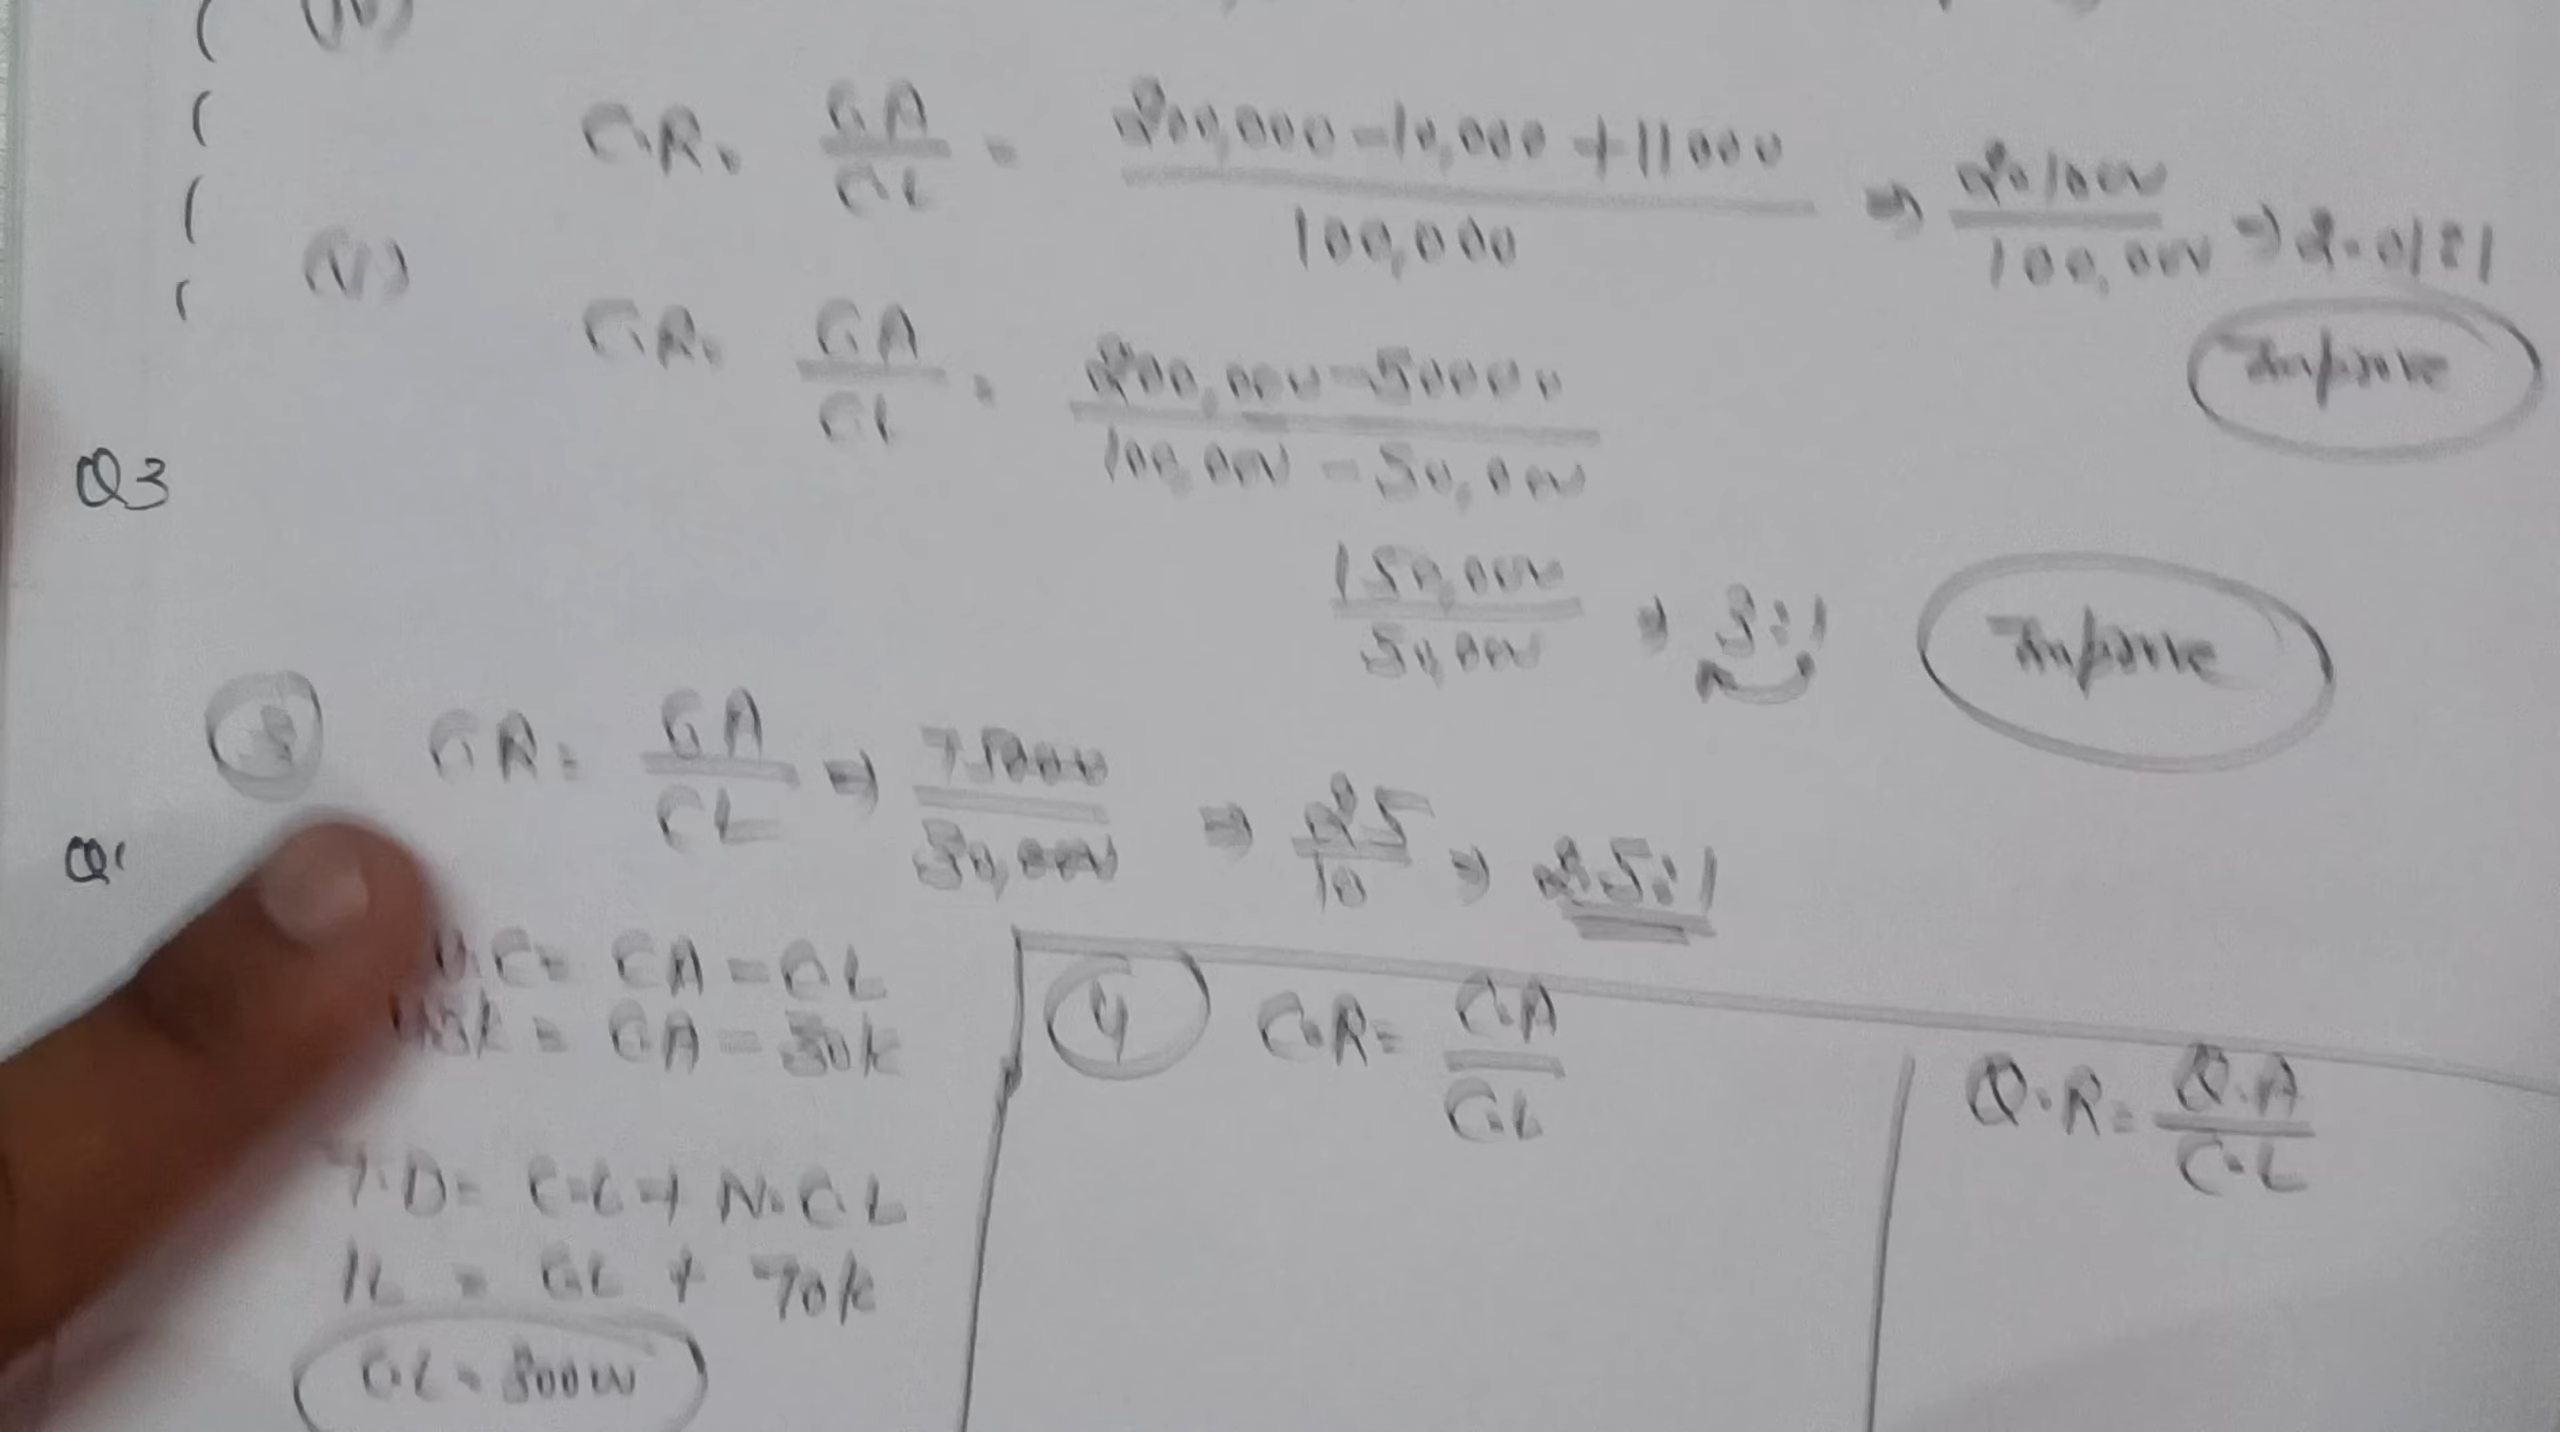 (iv)
C.R. = CA/CL = 200,000 - 10,000 + 11000 / 100,000 ⇒ 201000 / 100,000 ⇒ 2.01:1
Improve
(V)
C.R. = CA/CL = 200,000 - 50000 / 100,000 - 50,000
150,000 / 50,000 ⇒ 3:1
Improve
Q3
3 CR = CA/CL ⇒ 75000 / 30,000 ⇒ 25/10 ⇒ 2.5:1
C = CA - CL
= CA - 30k
T.D = C.L + N.CL
1L = CL + 70k
CL = 30000
4 C.R = C.A/C.L
Q.R = Q.A/C.L